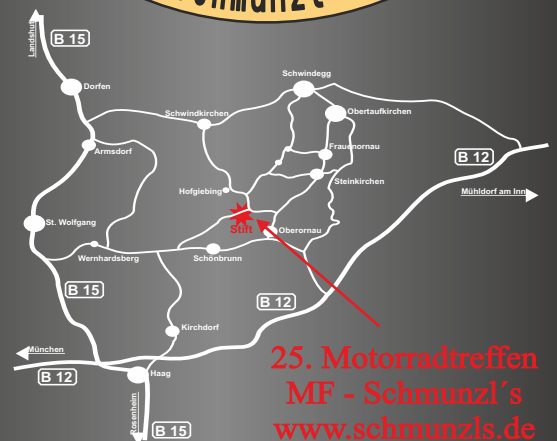 B 15
Landshut
Dorfen
Schwindegg
Schwindkirchen
Obertaufkirchen
Armsdorf
Frauenornau
B 12
Steinkirchen
Hofgiebing
Mühldorf am Inn
St. Wolfgang
Stift
Oberornau
Wernhardsberg
Schönbrunn
B 15
B 12
Kirchdorf
München
B 12
Haag
Rosenheim
B 15
25. Motorradtreffen
MF - Schmunzl´s
www.schmunzls.de